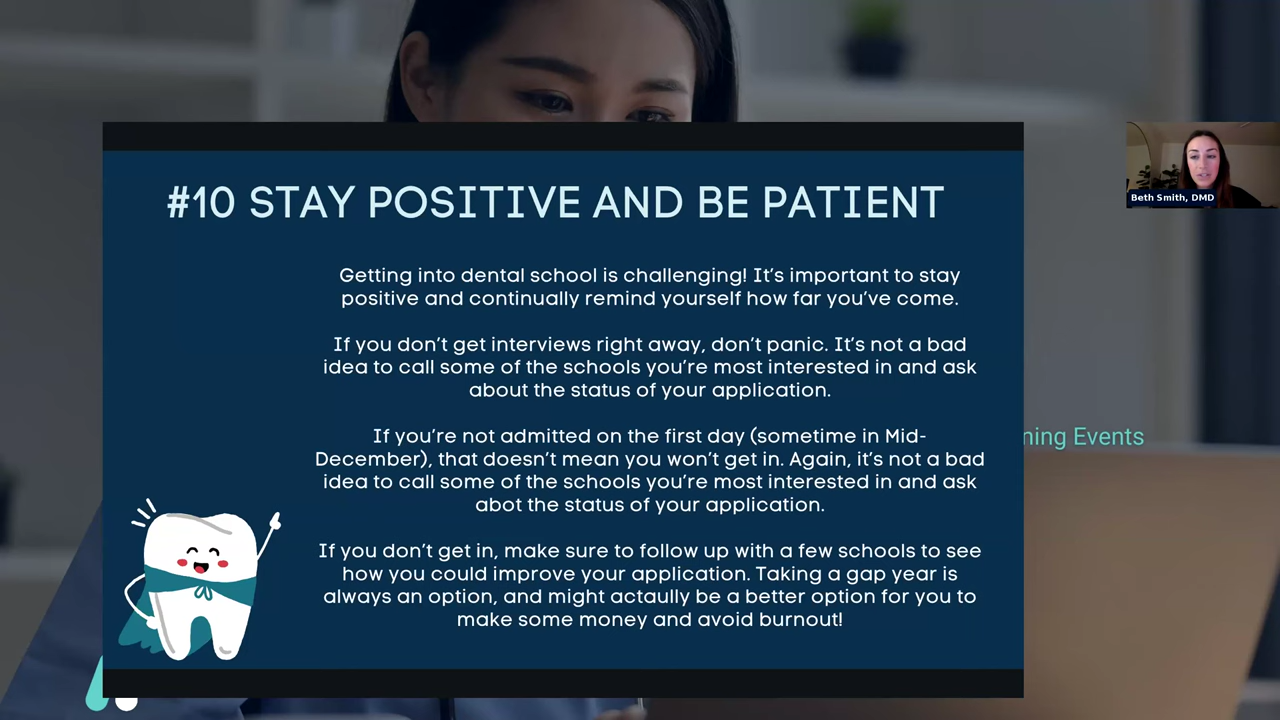 #10 STAY POSITIVE AND BE PATIENT
Getting into dental school is challenging! It's important to stay
positive and continually remind yourself how far you've come.
If you don't get interviews right away, don't panic. It's not a bad
idea to call some of the schools you're most interested in and ask
about the status of your application.
If you're not admitted on the first day (sometime in Mid-
December), that doesn't mean you won't get in. Again, it's not a bad
idea to call some of the schools you're most interested in and ask
abot the status of your application.
If you don't get in, make sure to follow up with a few schools to see
how you could improve your application. Taking a gap year is
always an option, and might actaully be a better option for you to
make some money and avoid burnout!
Beth Smith, DMD
ning Events